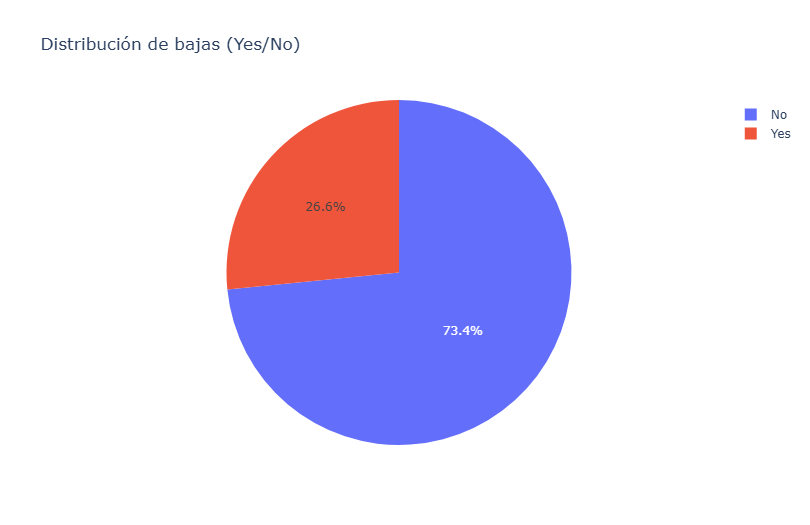 Distribución de bajas (Yes/No)
No
Yes
26.6%
73.4%